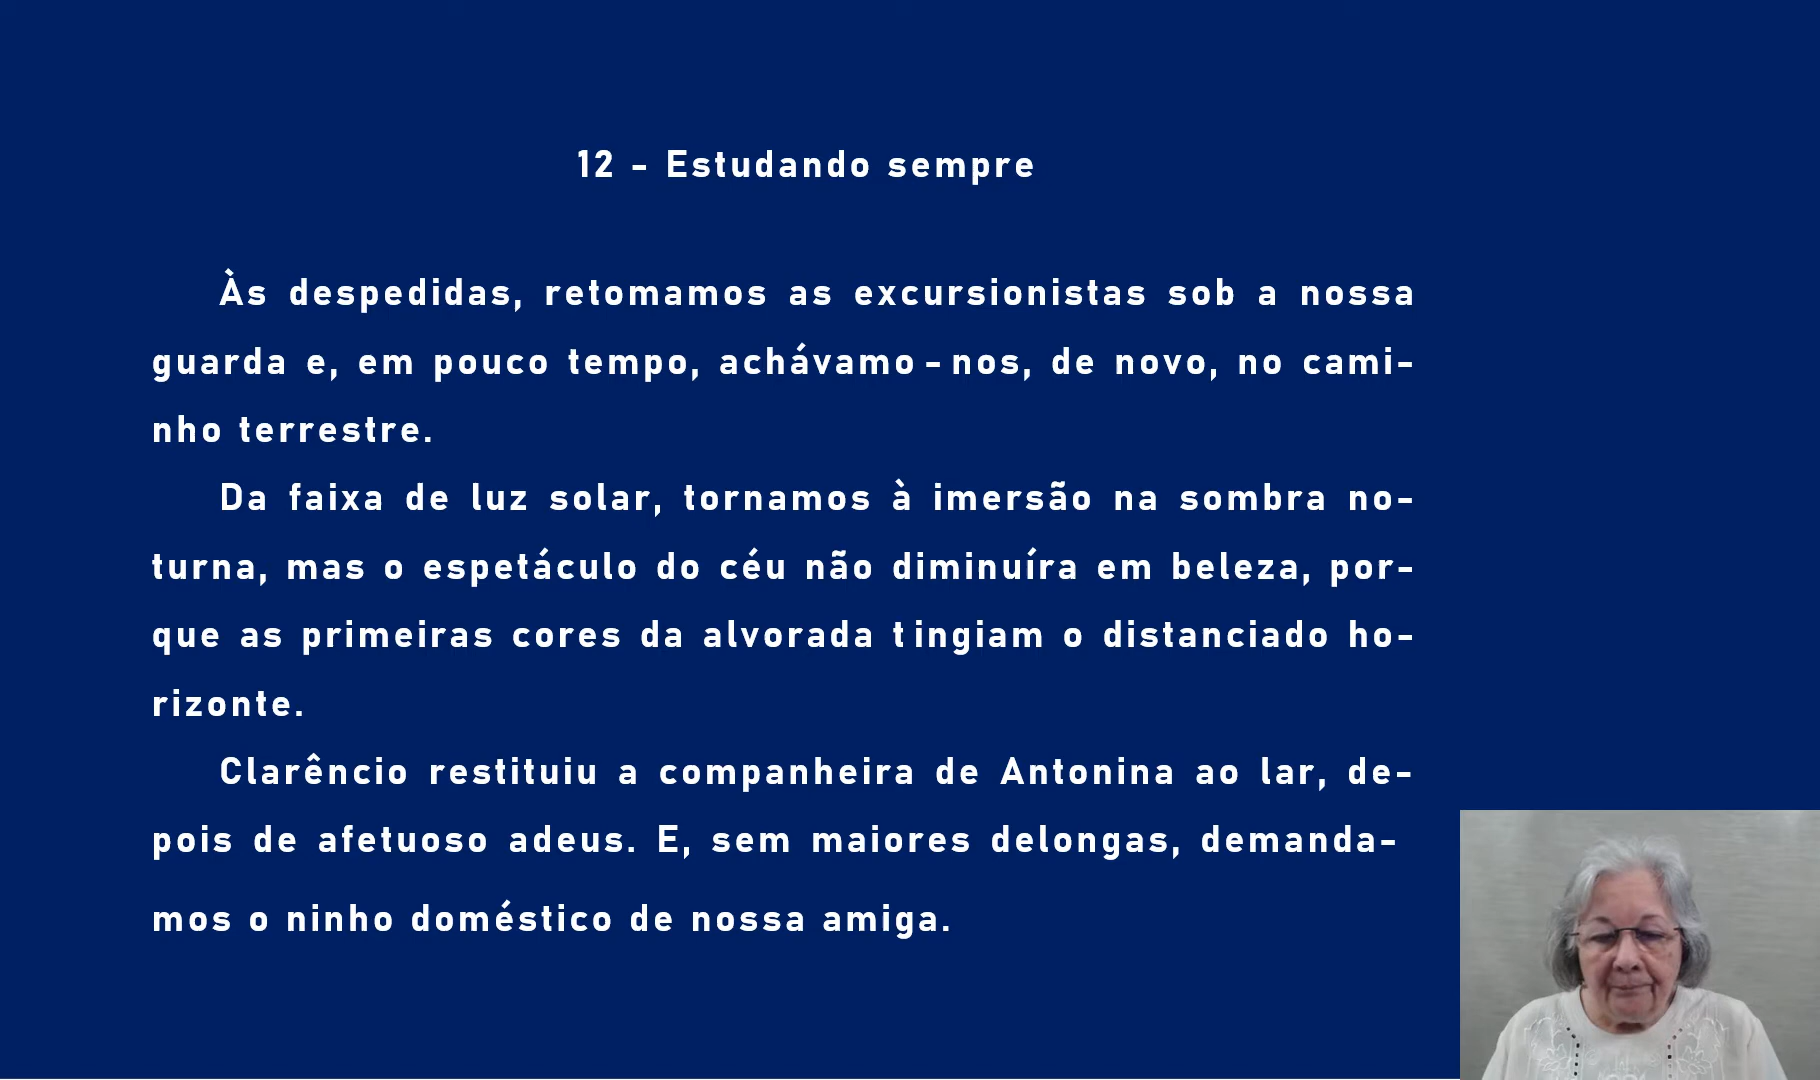 12 - Estudando sempre
Às despedidas, retomamos as excursionistas sob a nossa
guarda e, em pouco tempo, achávamo-nos, de novo, no cami-
nho terrestre.
Da faixa de luz solar, tornamos à imersão na sombra no-
turna, mas o espetáculo do céu não diminuíra em beleza, por-
que as primeiras cores da alvorada tingiam o distanciado ho-
rizonte.
Clarêncio restituiu a companheira de Antonina ao lar, de-
pois de afetuoso adeus. E, sem maiores delongas, demanda-
mos o ninho doméstico de nossa amiga.